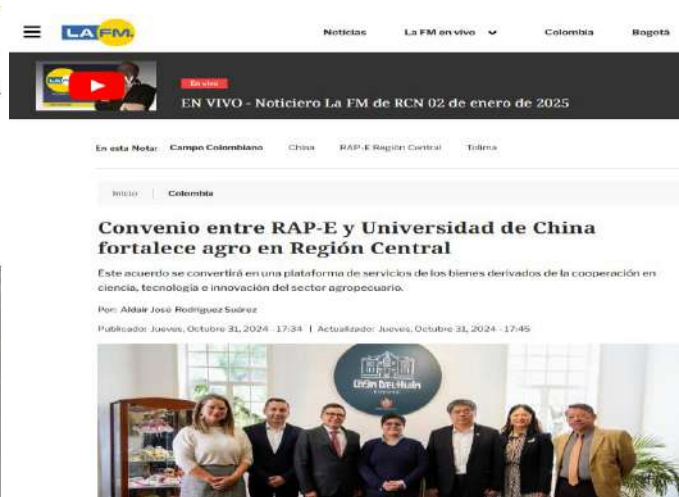 LA FM.
Noticias
La FM en vivo
Colombia
Bogotá
En vivo
EN VIVO - Noticiero La FM de RCN 02 de enero de 2025
En esta Nota: Campo Colombiano China RAP-E Región Central Tolima
Inicio | Colombia
Convenio entre RAP-E y Universidad de China
fortalece agro en Región Central
Este acuerdo se convertirá en una plataforma de servicios de los bienes derivados de la cooperación en
ciencia, tecnología e innovación del sector agropecuario.
Por: Aldair José Rodríguez Suárez
Publicado: Jueves, Octubre 31, 2024 - 17:34 | Actualizado: Jueves, Octubre 31, 2024 - 17:45